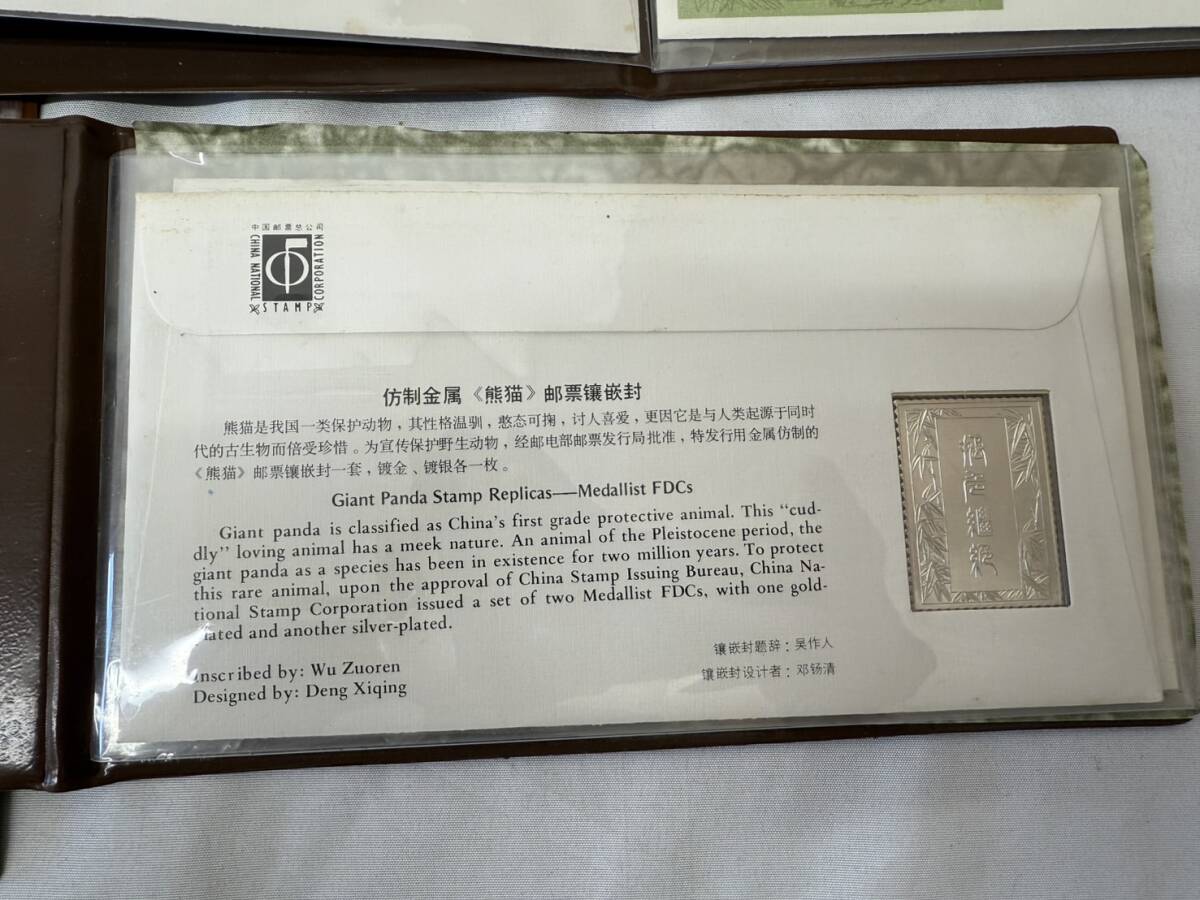 中国邮票总公司
CHINA NATIONAL
STAMP
CORPORATION
仿制金属《熊猫》邮票镶嵌封
熊猫是我国一类保护动物，其性格温驯，憨态可掬，讨人喜爱，更因它是与人类起源于同时
代的古生物而倍受珍惜。为宣传保护野生动物，经邮电部邮票发行局批准，特发行用金属仿制的
《熊猫》邮票镶嵌封一套，镀金、镀银各一枚。
Giant Panda Stamp Replicas—Medallist FDCs
Giant panda is classified as China's first grade protective animal. This “cud-
dly” loving animal has a meek nature. An animal of the Pleistocene period, the
giant panda as a species has been in existence for two million years. To protect
this rare animal, upon the approval of China Stamp Issuing Bureau, China Na-
tional Stamp Corporation issued a set of two Medallist FDCs, with one gold-
lated and another silver-plated.
nscribed by: Wu Zuoren
Designed by: Deng Xiqing
镶嵌封题辞：吴作人
镶嵌封设计者：邓钖清